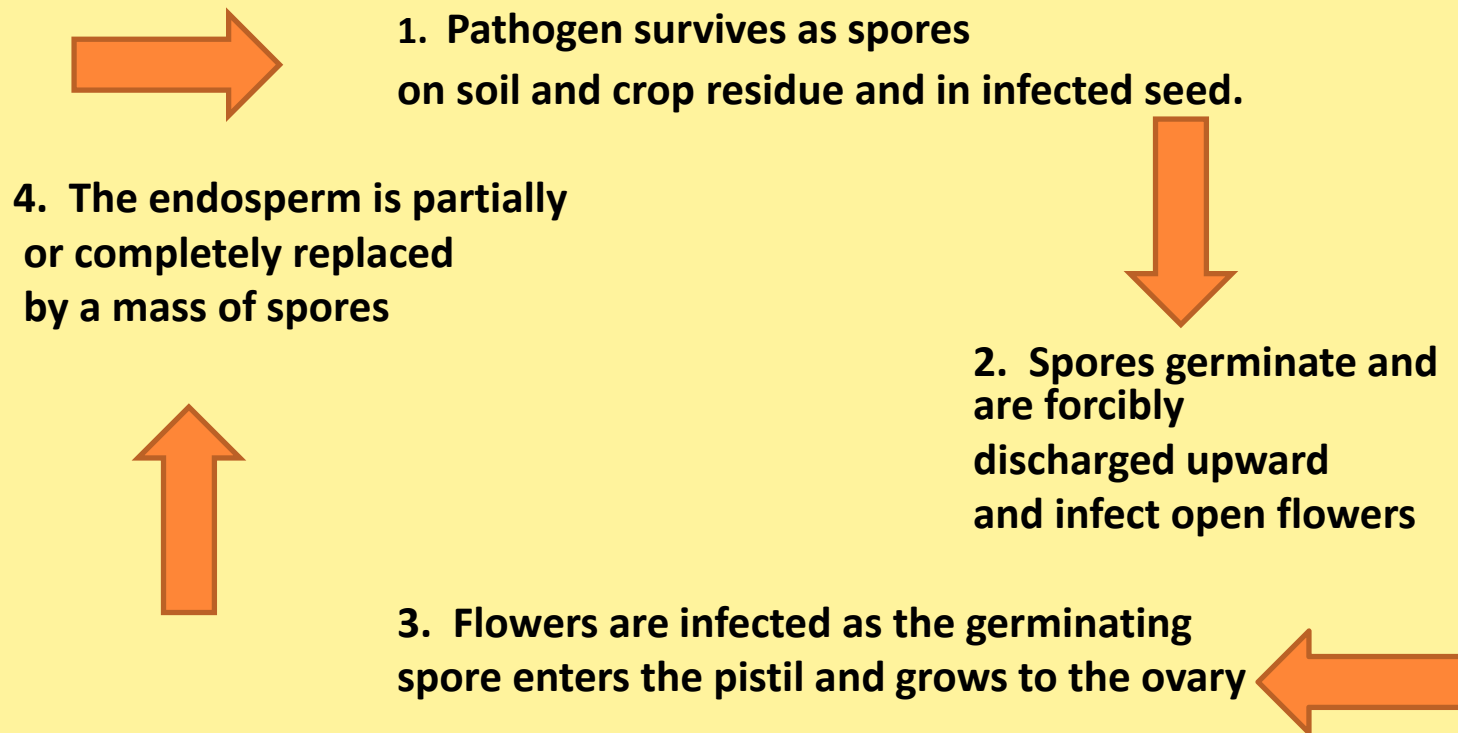 1. Pathogen survives as spores
on soil and crop residue and in infected seed.
2. Spores germinate and
are forcibly
discharged upward
and infect open flowers
3. Flowers are infected as the germinating
spore enters the pistil and grows to the ovary
4. The endosperm is partially
or completely replaced
by a mass of spores